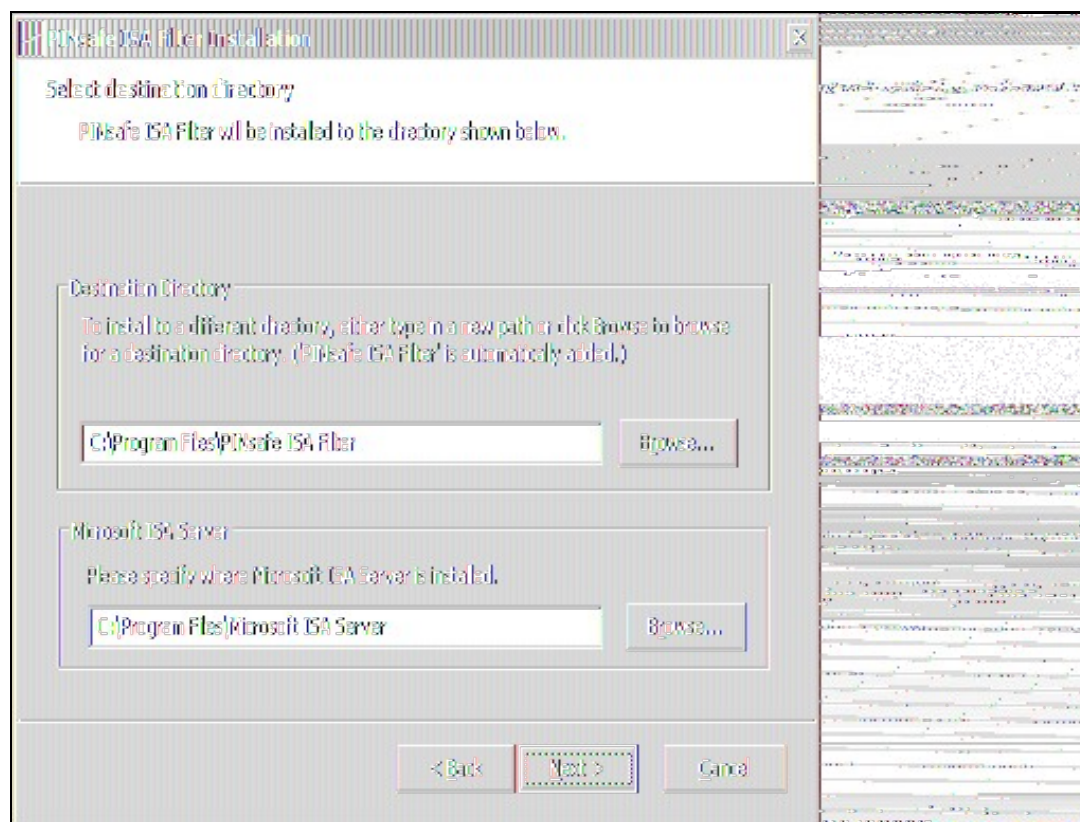 PINsafe ISA Filter Installation
Select destination directory
PINsafe ISA Filter will be installed to the directory shown below.
Destination Directory
To install to a different directory, either type in a new path or click Browse to browse
for a destination directory. ('PINsafe ISA Filter' is automatically added.)
C:\Program Files\PINsafe ISA Filter
Browse...
Microsoft ISA Server
Please specify where Microsoft ISA Server is installed.
C:\Program Files\Microsoft ISA Server
Browse...
< Back
Next >
Cancel